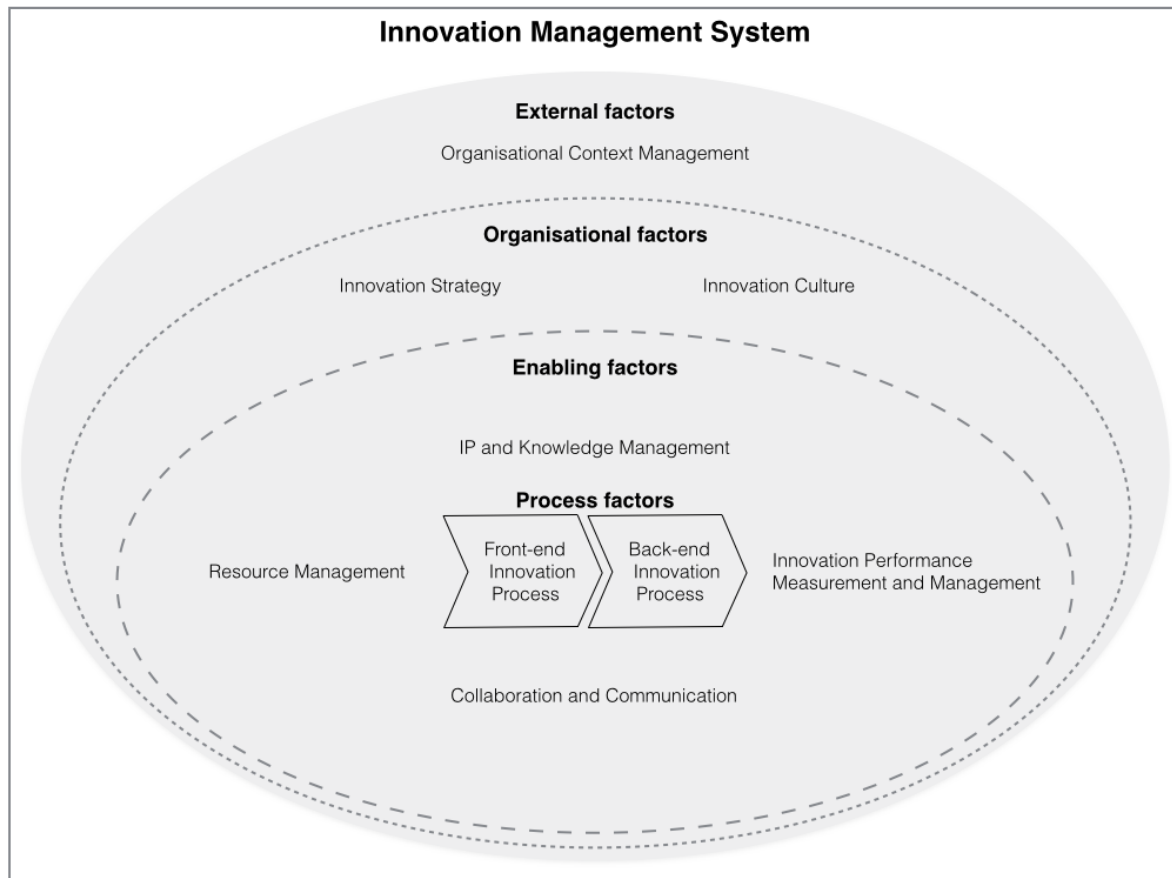 Innovation Management System
External factors
Organisational Context Management
Organisational factors
Innovation Strategy
Innovation Culture
Enabling factors
IP and Knowledge Management
Process factors
Resource Management
Front-end
Innovation
Process
Back-end
Innovation
Process
Innovation Performance
Measurement and Management
Collaboration and Communication